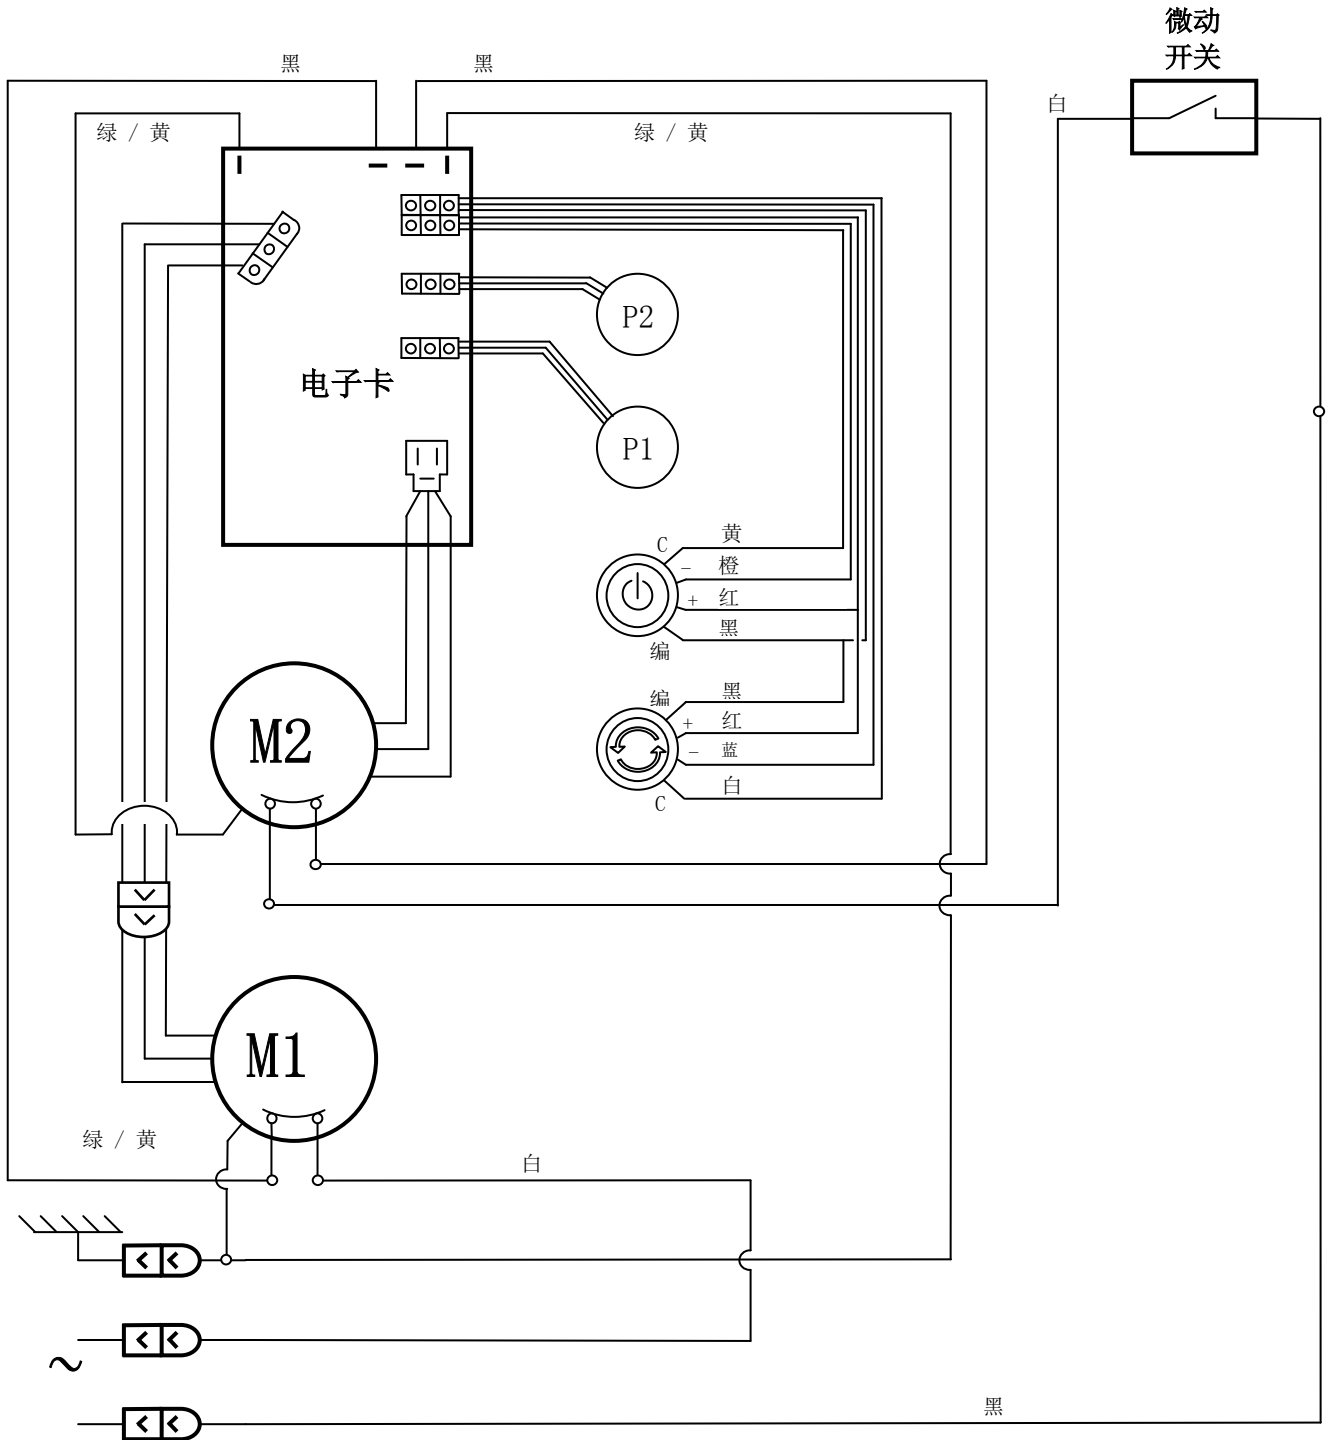 微动
开关
黑
黑
白
绿 / 黄
绿 / 黄
P2
电子卡
P1
黄
C
- 橙
+ 红
黑
编
编
黑
+ 红
- 蓝
白
C
M2
M1
绿 / 黄
白
~
黑